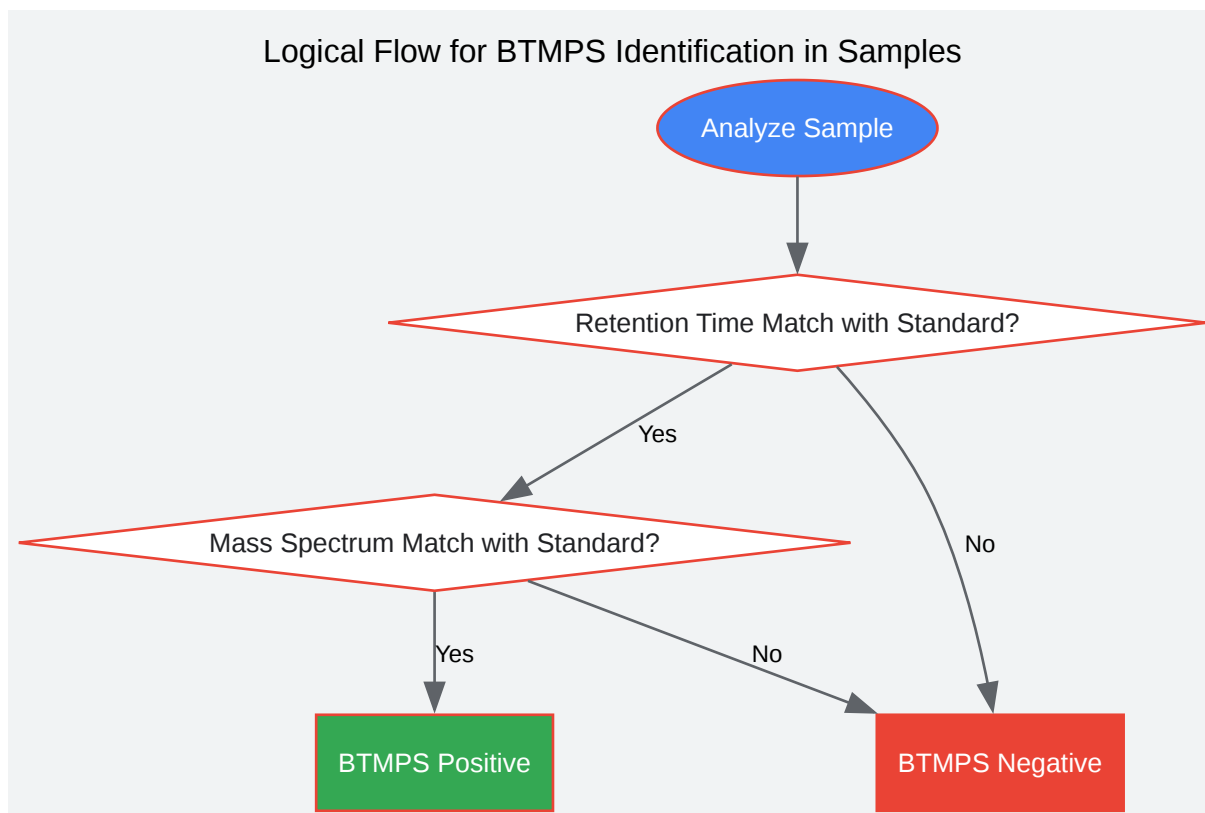 Logical Flow for BTMPS Identification in Samples
Analyze Sample
Retention Time Match with Standard?
Yes
No
Mass Spectrum Match with Standard?
Yes
No
BTMPS Positive
BTMPS Negative